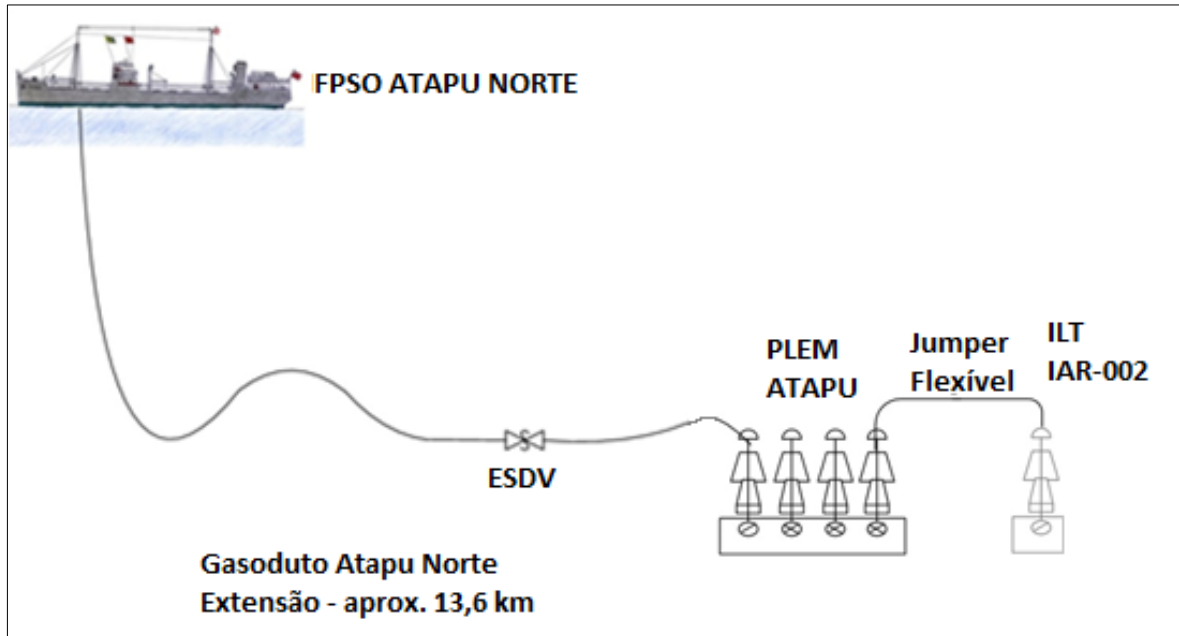 FPSO ATAPU NORTE
PLEM
ATAPU
Jumper
Flexível
ILT
IAR-002
ESDV
Gasoduto Atapu Norte
Extensão - aprox. 13,6 km